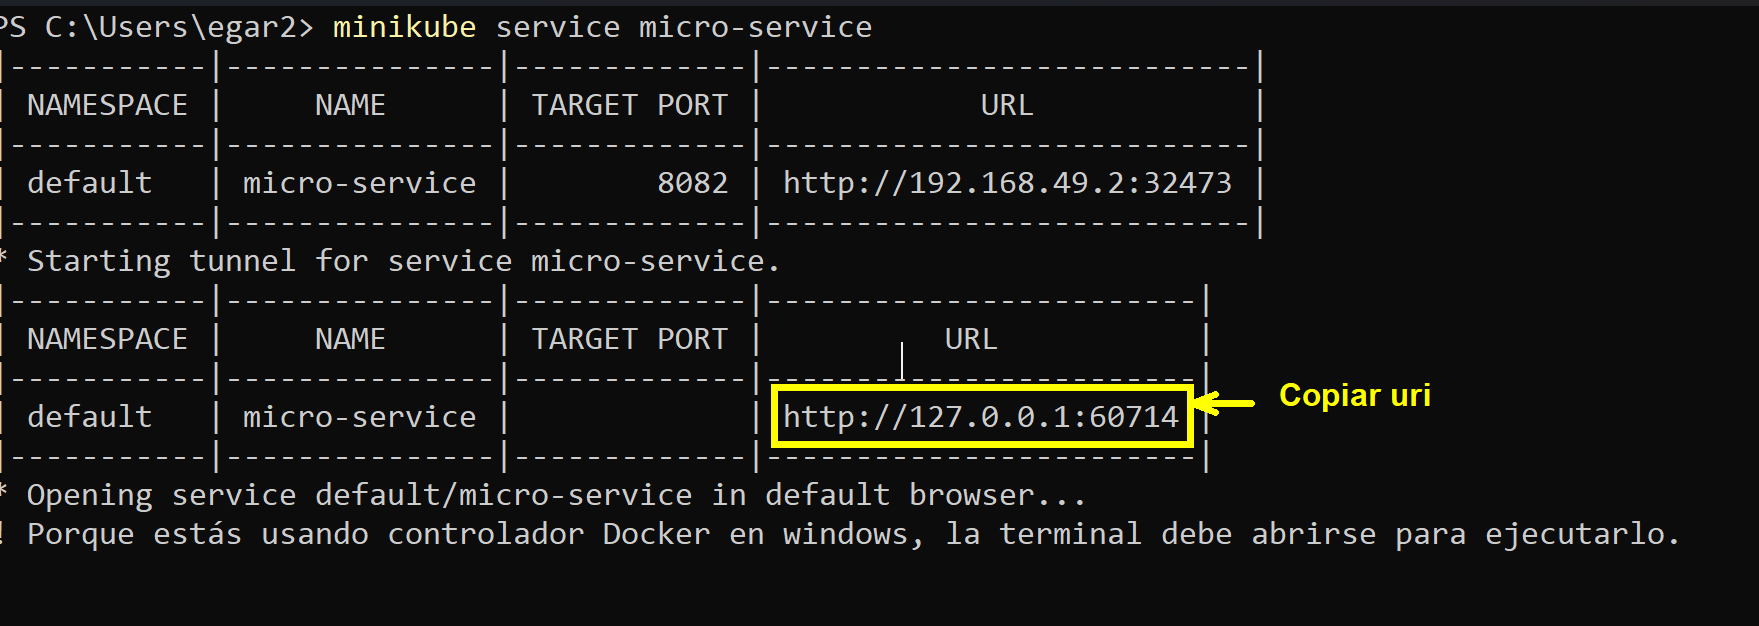 PS C:\Users\egar2> minikube service micro-service
|-----------|---------------|-------------|---------------------------|
| NAMESPACE |     NAME      | TARGET PORT |            URL            |
|-----------|---------------|-------------|---------------------------|
| default   | micro-service |        8082 | http://192.168.49.2:32473 |
|-----------|---------------|-------------|---------------------------|
* Starting tunnel for service micro-service.
|-----------|---------------|-------------|------------------------|
| NAMESPACE |     NAME      | TARGET PORT |          URL           |
|-----------|---------------|-------------|------------------------|
| default   | micro-service |             | http://127.0.0.1:60714 | Copiar uri
|-----------|---------------|-------------|------------------------|
* Opening service default/micro-service in default browser...
! Porque estás usando controlador Docker en windows, la terminal debe abrirse para ejecutarlo.